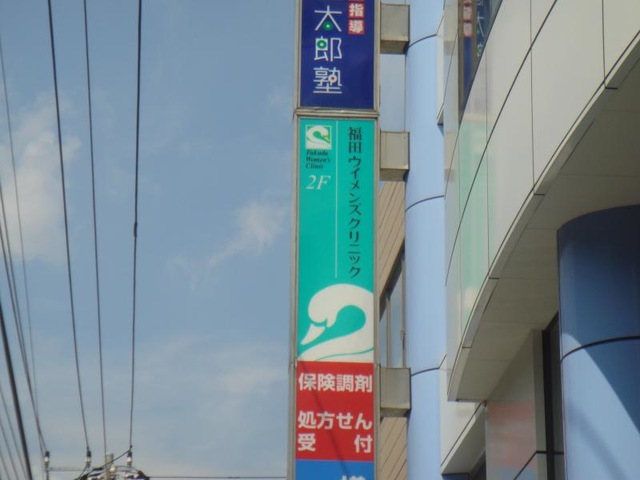 指導
太郎塾
Fukuda
Women's
Clinic
2F
福田ウイメンズクリニック
保険調剤
処方せん
受付